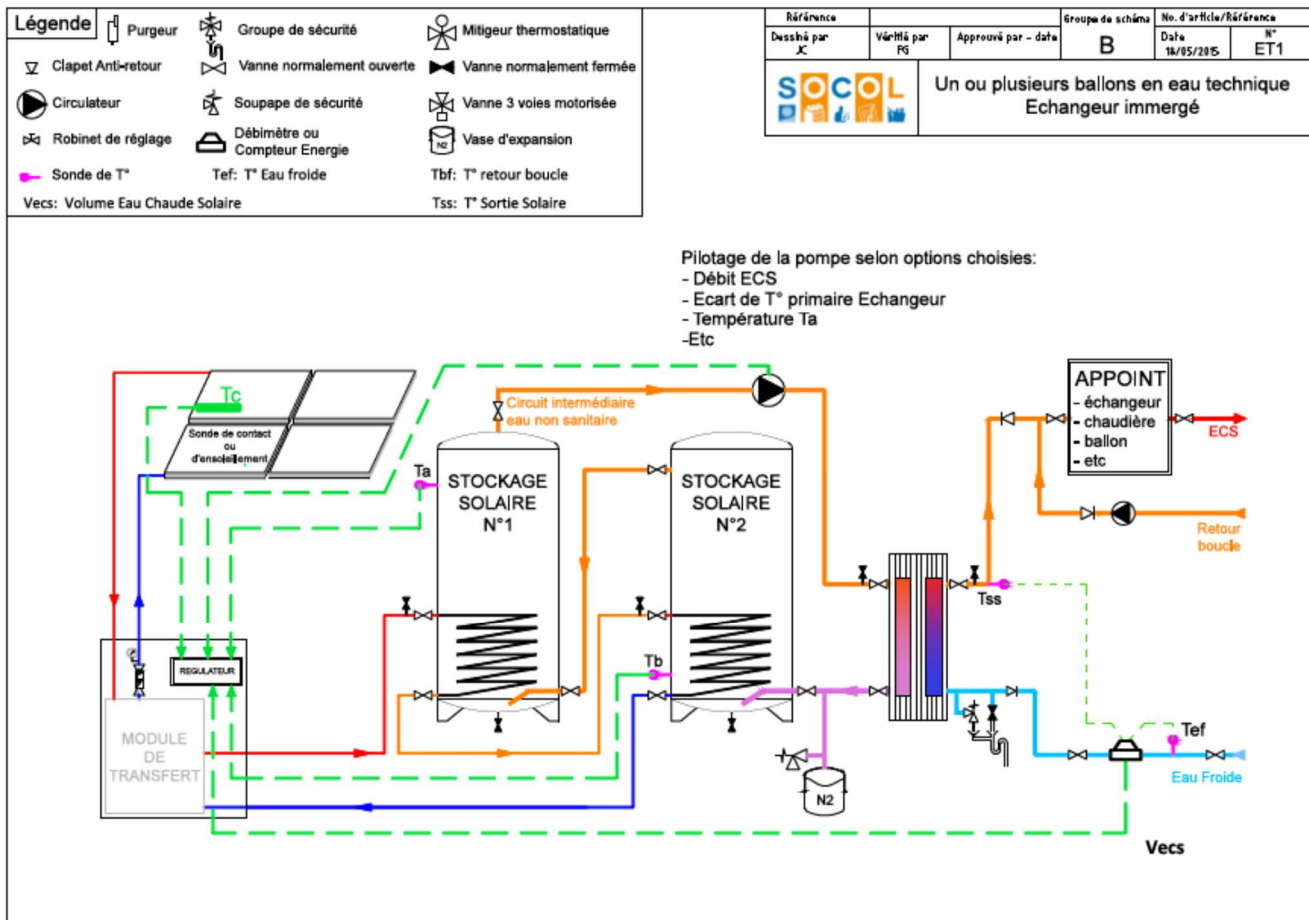 Légende
Purgeur
Groupe de sécurité
Mitigeur thermostatique
Clapet Anti-retour
Vanne normalement ouverte
Vanne normalement fermée
Circulateur
Soupape de sécurité
Vanne 3 voies motorisée
Robinet de réglage
Débimètre ou
Compteur Energie
N2
Vase d'expansion
Sonde de T°
Tef: T° Eau froide
Tbf: T° retour boucle
Vecs: Volume Eau Chaude Solaire
Tss: T° Sortie Solaire
Référence
Groupe de schéma
No. d'article/Référence
Dessiné par
JC
Vérifié par
PG
Approuvé par - date
B
Date
18/05/2015
N°
ET1
SOCOL
Un ou plusieurs ballons en eau technique
Echangeur immergé
Pilotage de la pompe selon options choisies:
- Débit ECS
- Ecart de T° primaire Echangeur
- Température Ta
-Etc
Tc
Sonde de contact
ou
d'ensoleillement
Circuit intermédiaire
eau non sanitaire
APPOINT
- échangeur
- chaudière
- ballon
- etc
ECS
Ta
STOCKAGE
SOLAIRE
N°1
STOCKAGE
SOLAIRE
N°2
Retour
boucle
Tss
REGULATEUR
Tb
MODULE
DE
TRANSFERT
N2
Tef
Eau Froide
Vecs